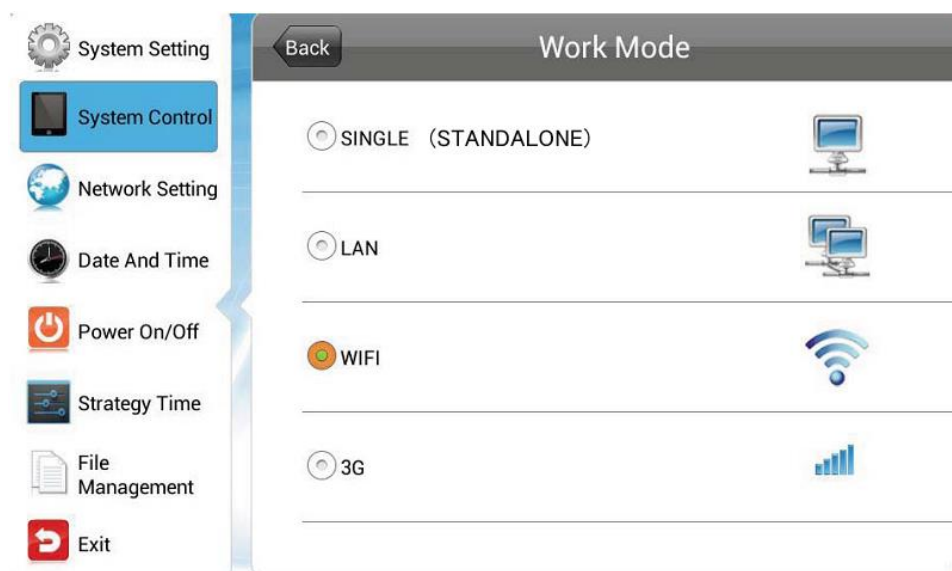 System Setting
System Control
Network Setting
Date And Time
Power On/Off
Strategy Time
File
Management
Exit
Back
Work Mode
SINGLE （STANDALONE）
LAN
WIFI
3G